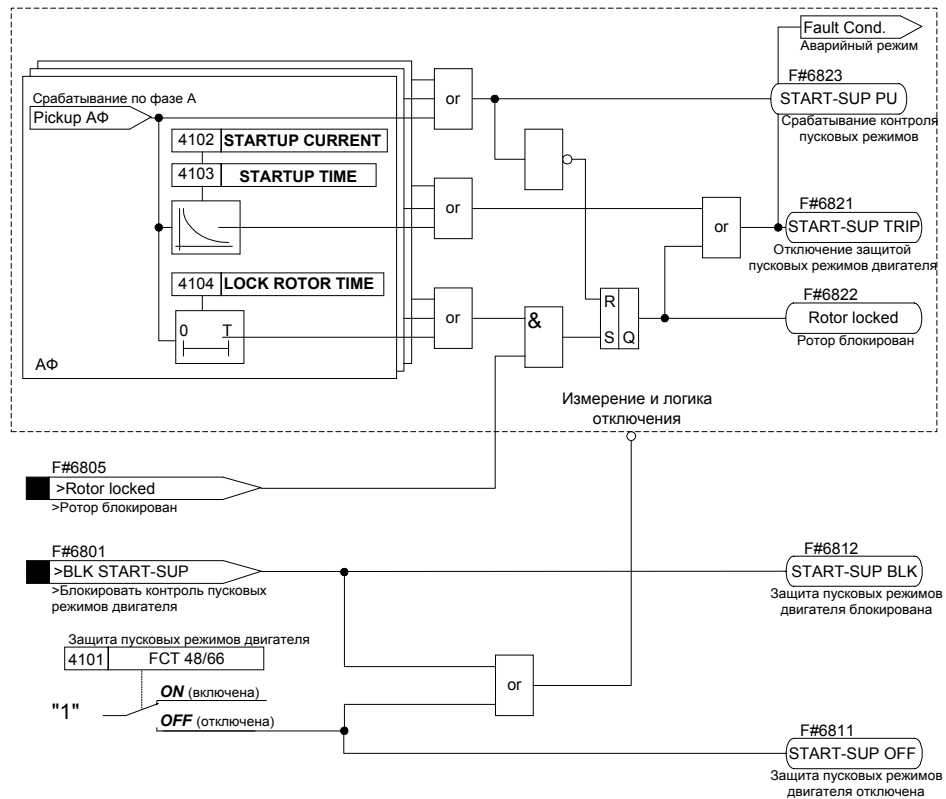 Fault Cond.
Аварийный режим
F#6823
START-SUP PU
Срабатывание контроля
пусковых режимов
Срабатывание по фазе А
Pickup АФ
or
4102 STARTUP CURRENT
4103 STARTUP TIME
or
or
F#6821
START-SUP TRIP
Отключение защитой
пусковых режимов двигателя
4104 LOCK ROTOR TIME
0 T
or
&
R
S Q
F#6822
Rotor locked
Ротор блокирован
АФ
Измерение и логика
отключения
F#6805
>Rotor locked
>Ротор блокирован
F#6801
>BLK START-SUP
>Блокировать контроль пусковых
режимов двигателя
F#6812
START-SUP BLK
Защита пусковых режимов
двигателя блокирована
Защита пусковых режимов двигателя
4101 FCT 48/66
"1"
ON (включена)
OFF (отключена)
or
F#6811
START-SUP OFF
Защита пусковых режимов
двигателя отключена